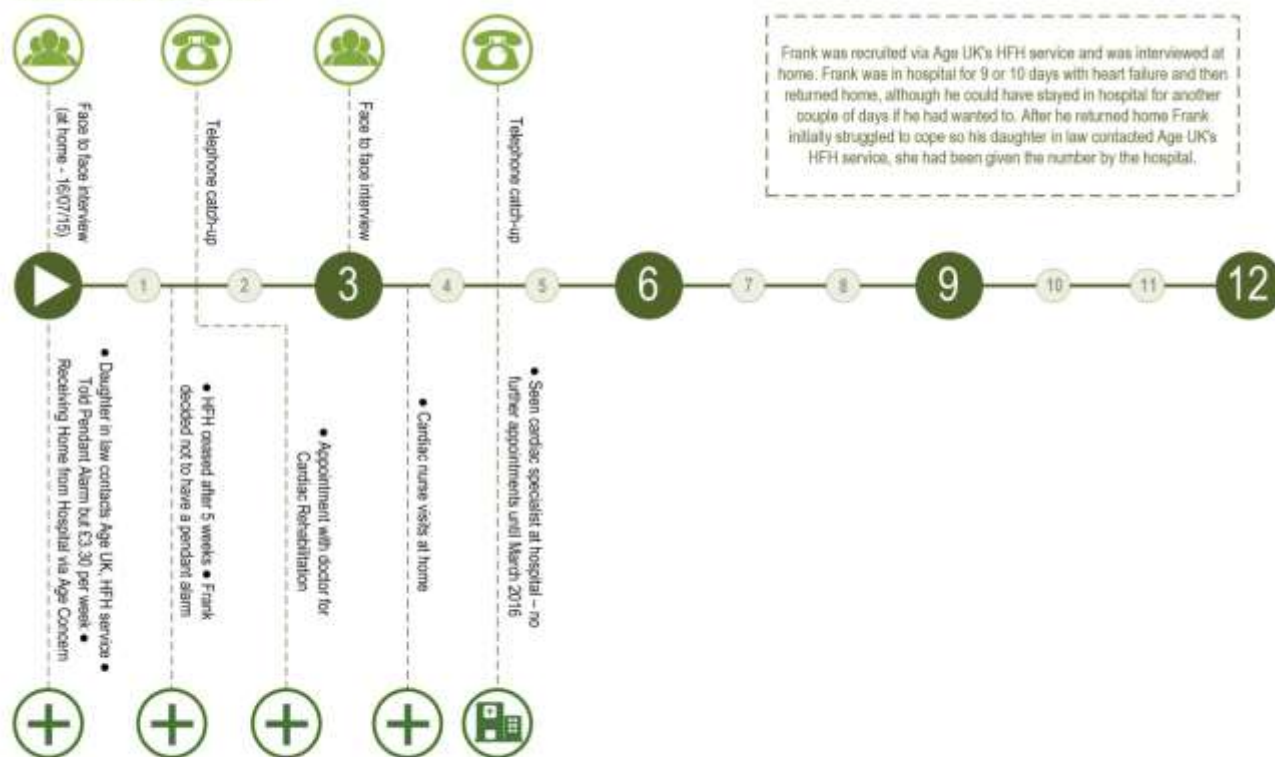 Frank was recruited via Age UK's HFH service and was interviewed at
home. Frank was in hospital for 9 or 10 days with heart failure and then
returned home, although he could have stayed in hospital for another
couple of days if he had wanted to. After he returned home Frank
initially struggled to cope so his daughter in law contacted Age UK's
HFH service, she had been given the number by the hospital.
Face to face interview
(at home - 16/07/15)
Telephone catch-up
Face to face interview
Telephone catch-up
1
2
3
4
5
6
7
8
9
10
11
12
● Daughter in law contacts Age UK, HFH service ●
Told Pendant Alarm but £3.30 per week ●
Receiving Home from Hospital via Age Concern
● HFH ceased after 5 weeks ● Frank
decided not to have a pendant alarm
● Appointment with doctor for
Cardiac Rehabilitation
● Cardiac nurse visits at home
● Seen cardiac specialist at hospital – no
further appointments until March 2016